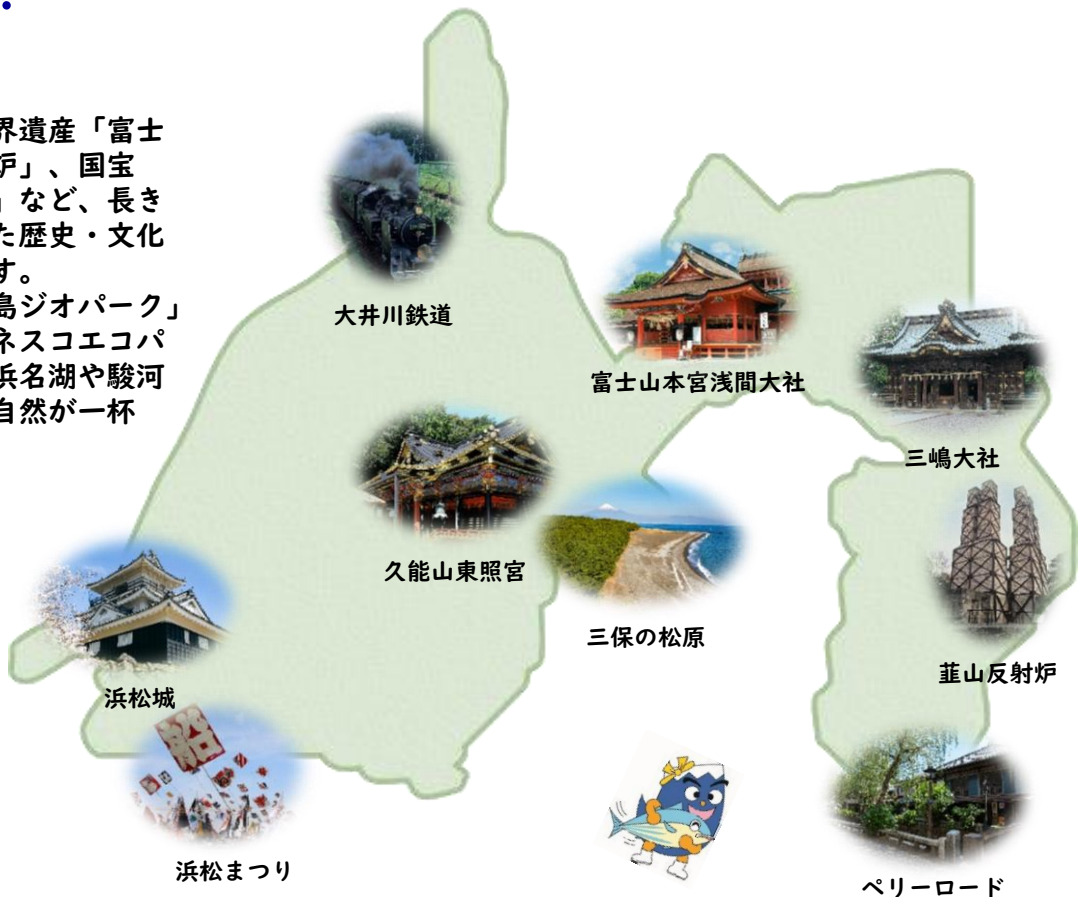 界遺産「富士
炉」、国宝
」など、長き
た歴史・文化
す。
島ジオパーク」
ネスコエコパ
浜名湖や駿河
自然が一杯
大井川鉄道
富士山本宮浅間大社
三嶋大社
久能山東照宮
三保の松原
韮山反射炉
浜松城
船
浜松まつり
ペリーロード